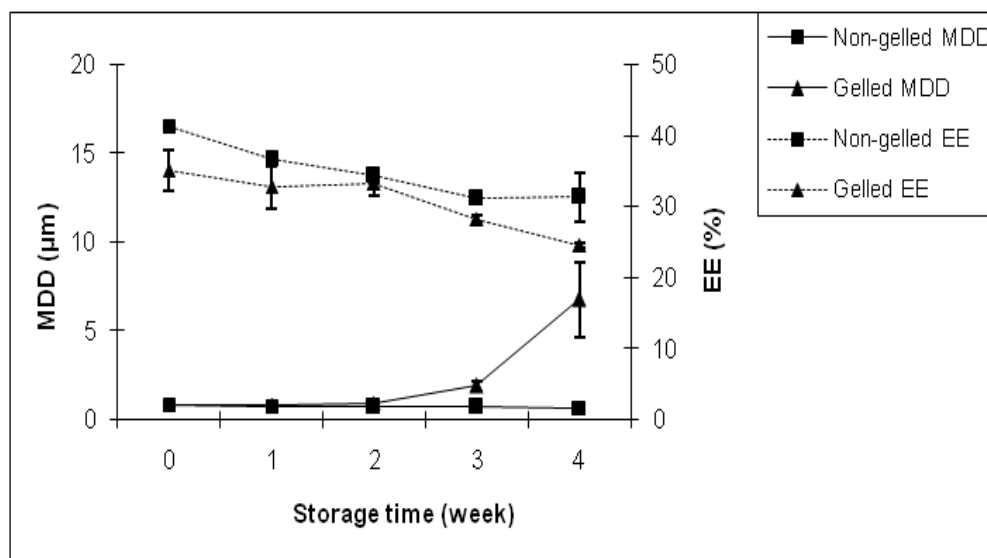 Non-gelled MDD
Gelled MDD
Non-gelled EE
Gelled EE
MDD (µm)
20
15
10
5
0
50
40
30
20
10
0
EE (%)
0 1 2 3 4
Storage time (week)